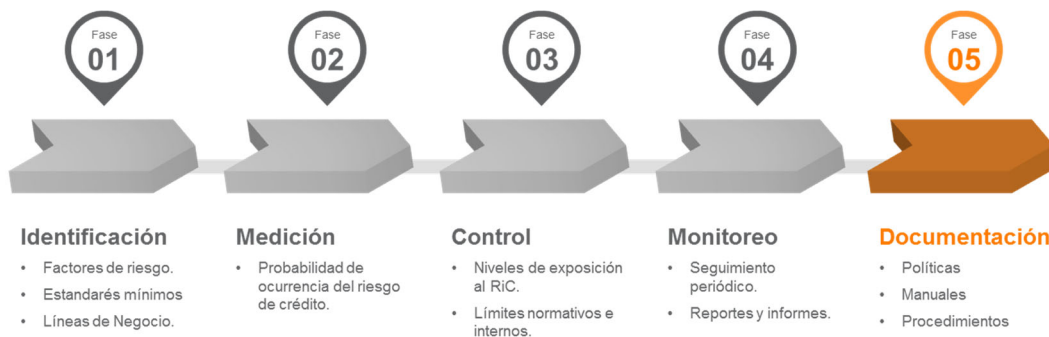 Fase
01
Fase
02
Fase
03
Fase
04
Fase
05
Identificación
• Factores de riesgo.
• Estandarés mínimos
• Líneas de Negocio.
Medición
• Probabilidad de
ocurrencia del riesgo
de crédito.
Control
• Niveles de exposición
al RiC.
• Límites normativos e
internos.
Monitoreo
• Seguimiento
periódico.
• Reportes y informes.
Documentación
• Políticas
• Manuales
• Procedimientos